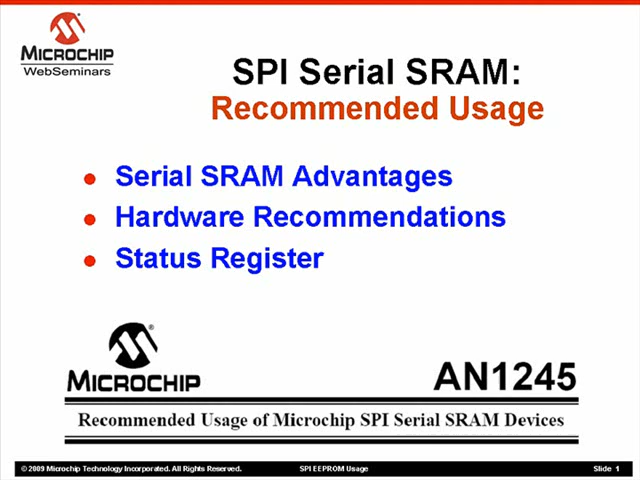 MICROCHIP
WebSeminars
SPI Serial SRAM:
Recommended Usage
Serial SRAM Advantages
Hardware Recommendations
Status Register
MICROCHIP
AN1245
Recommended Usage of Microchip SPI Serial SRAM Devices
© 2009 Microchip Technology Incorporated. All Rights Reserved. SPI EEPROM Usage Slide 1